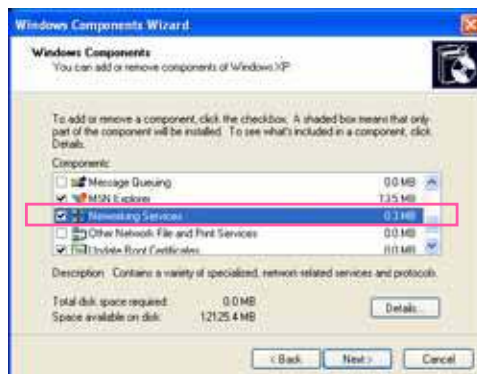 Windows Components Wizard
Windows Components
You can add or remove components of Windows XP.
To add or remove a component, click the checkbox. A shaded box means that only
part of the component will be installed. To see what's included in a component, click
Details.
Components:
Message Queuing 0.0 MB
MSN Explorer 13.5 MB
Networking Services 0.3 MB
Other Network File and Print Services 0.0 MB
Update Root Certificates 0.0 MB
Description: Contains a variety of specialized, network-related services and protocols.
Total disk space required: 0.0 MB
Space available on disk: 12125.4 MB
Details...
< Back
Next >
Cancel